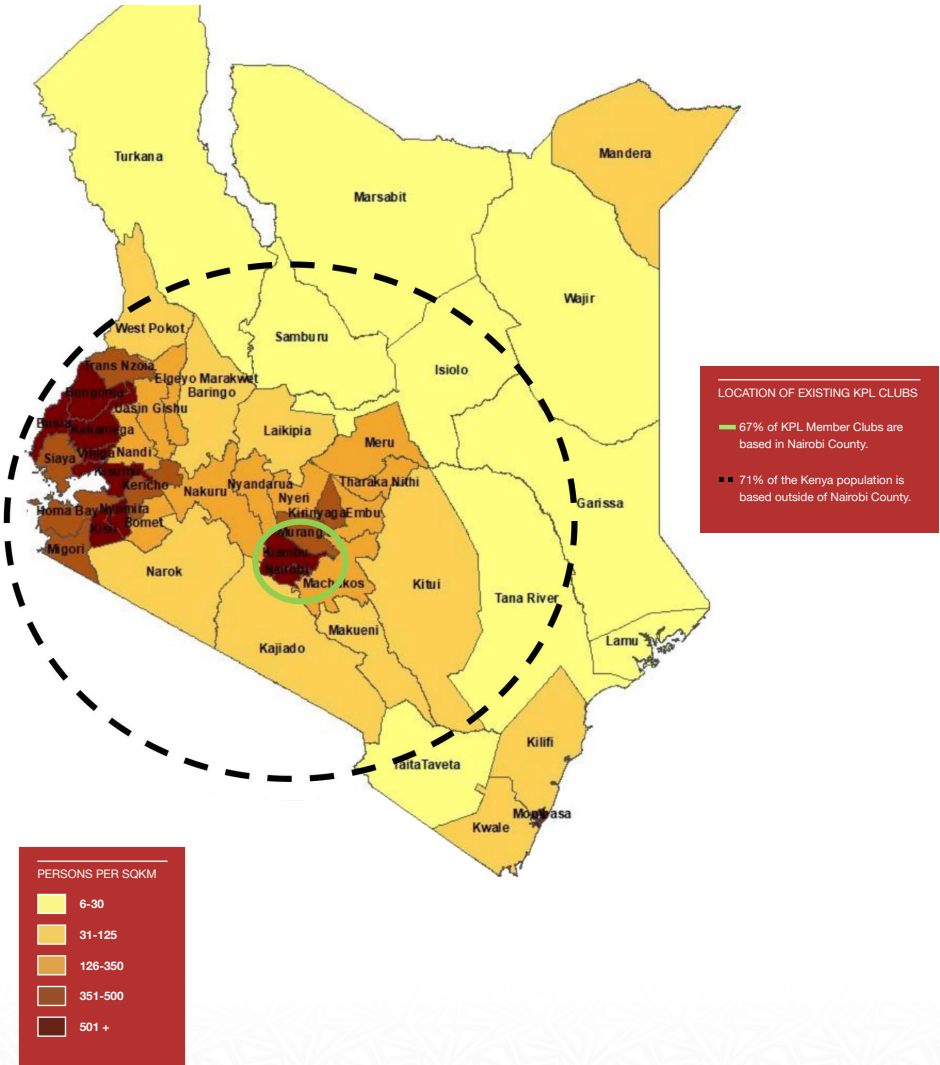 Turkana
Mandera
Marsabit
Wajir
Samburu
Isiolo
West Pokot
Trans Nzoia
Elgeyo Marakwet
Bungoma
Baringo
Uasin Gishu
Busia
Kakamega
Laikipia
Meru
Siaya
Vihiga
Nandi
Kisumu
Kericho
Nakuru
Nyandarua
Tharaka Nithi
Nyeri
Garissa
Homa Bay
Nyamira
Kirinyaga
Embu
Bomet
Kisii
Murang
Migori
Kiambu
Nairobi
Narok
Machakos
Kitui
Tana River
Makueni
Lamu
Kajiado
Kilifi
TaitaTaveta
Mombasa
Kwale
LOCATION OF EXISTING KPL CLUBS
67% of KPL Member Clubs are
based in Nairobi County.
71% of the Kenya population is
based outside of Nairobi County.
PERSONS PER SQKM
6-30
31-125
126-350
351-500
501 +